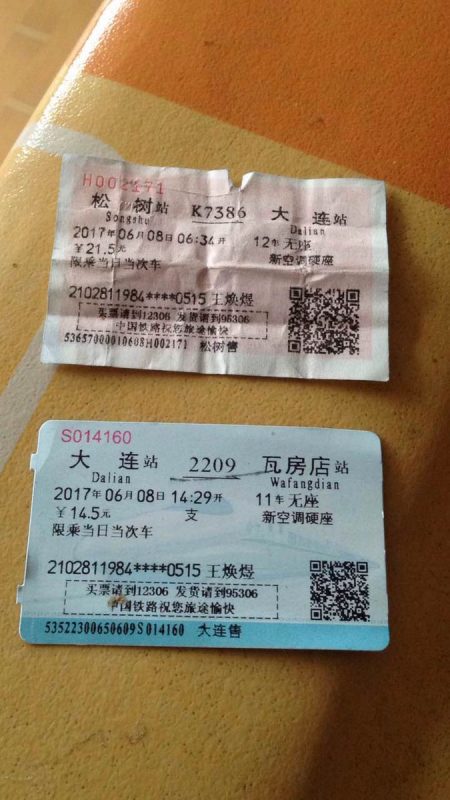 H002171
松树站 K7386 大连站
Songshu Dalian
2017年06月08日06:34开 12车无座
￥21.5元 新空调硬座
限乘当日当次车
2102811984****0515 王焕煜
买票请到12306 发货请到95306
中国铁路祝您旅途愉快
53657000010608H002171 松树售
S014160
大连站 2209 瓦房店站
Dalian Wafangdian
2017年06月08日14:29开 11车无座
￥14.5元 支 新空调硬座
限乘当日当次车
2102811984****0515 王焕煜
买票请到12306 发货请到95306
中国铁路祝您旅途愉快
53522300650609S014160 大连售